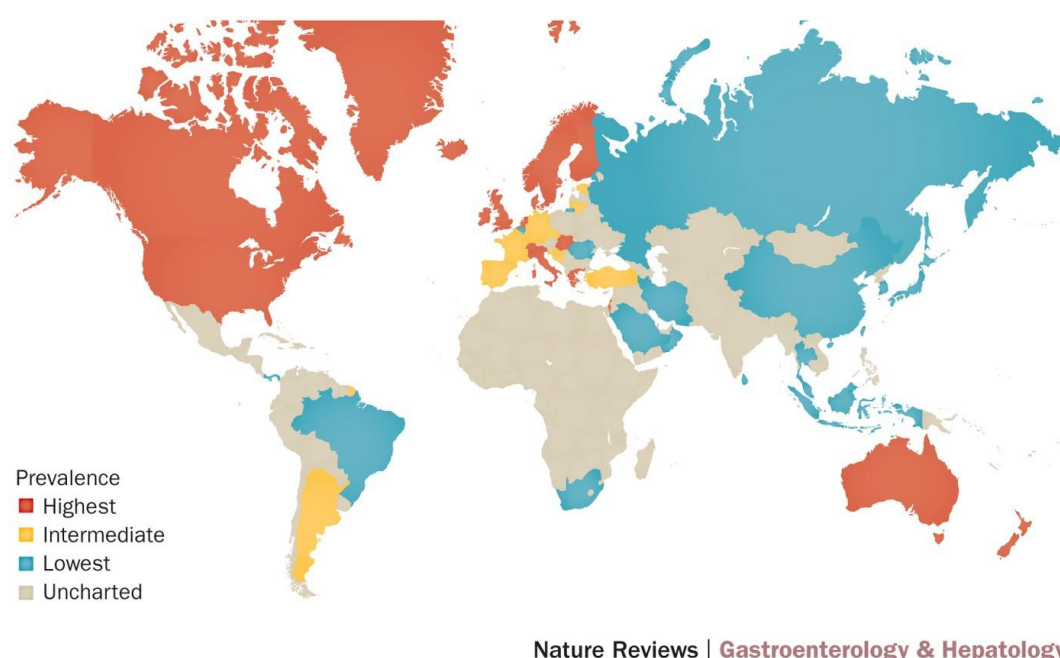 Prevalence
Highest
Intermediate
Lowest
Uncharted
Nature Reviews | Gastroenterology & Hepatology